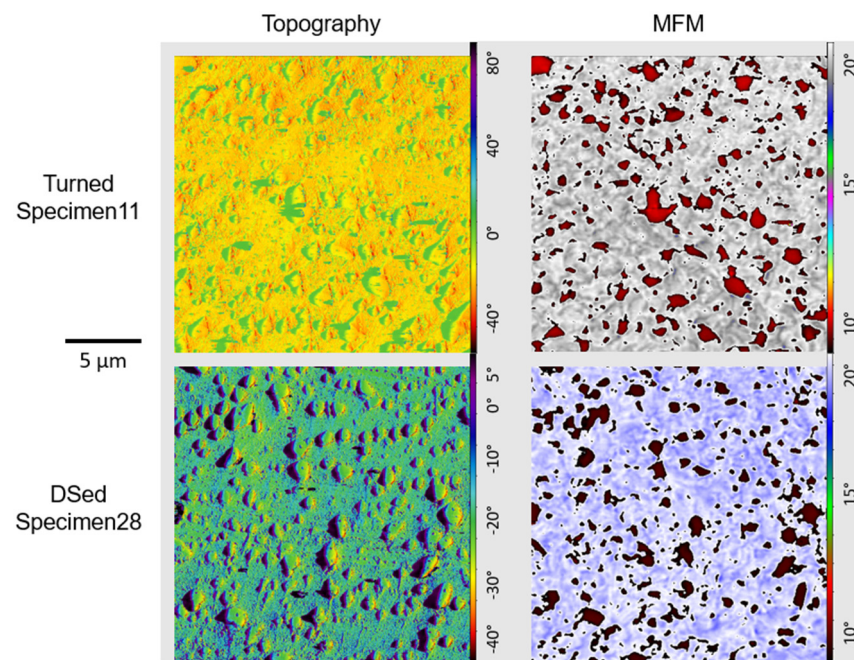 Topography
MFM
Turned
Specimen11
80°
40°
0°
-40°
20°
15°
10°
5 μm
DSed
Specimen28
5°
0°
-10°
-20°
-30°
-40°
20°
15°
10°